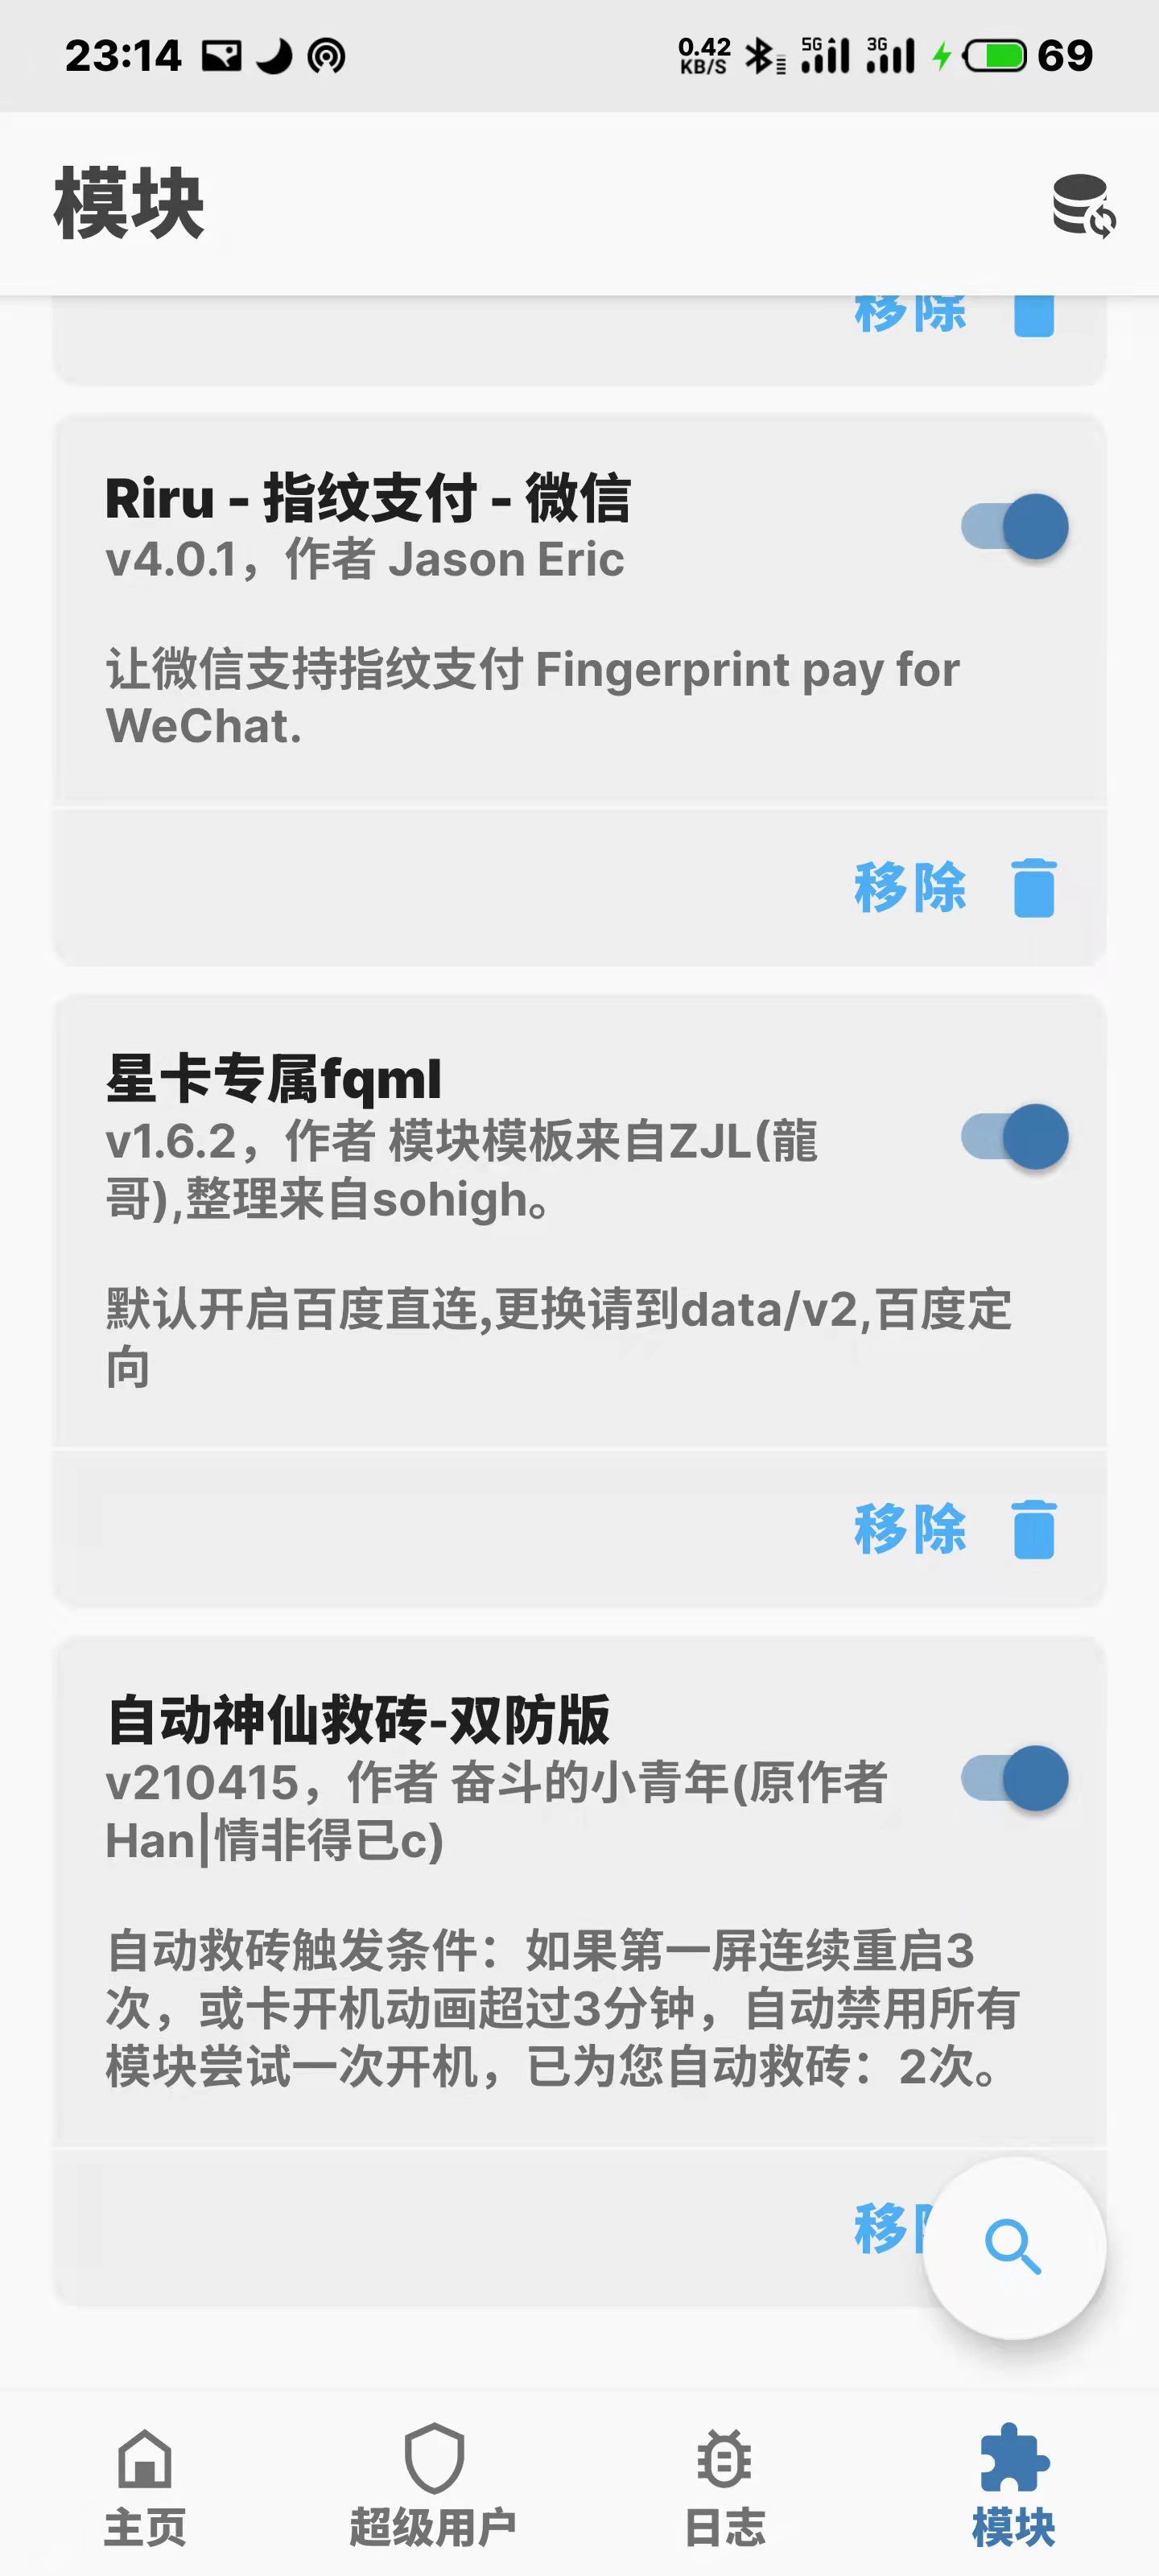 23:14
0.42
KB/S
5G
3G
69
模块
移除
Riru - 指纹支付 - 微信
v4.0.1，作者 Jason Eric
让微信支持指纹支付 Fingerprint pay for
WeChat.
移除
星卡专属fqml
v1.6.2，作者 模块模板来自ZJL(龍
哥),整理来自sohigh。
默认开启百度直连,更换请到data/v2,百度定
向
移除
自动神仙救砖-双防版
v210415，作者 奋斗的小青年(原作者
Han|情非得已c)
自动救砖触发条件：如果第一屏连续重启3
次，或卡开机动画超过3分钟，自动禁用所有
模块尝试一次开机，已为您自动救砖：2次。
移
主页
超级用户
日志
模块